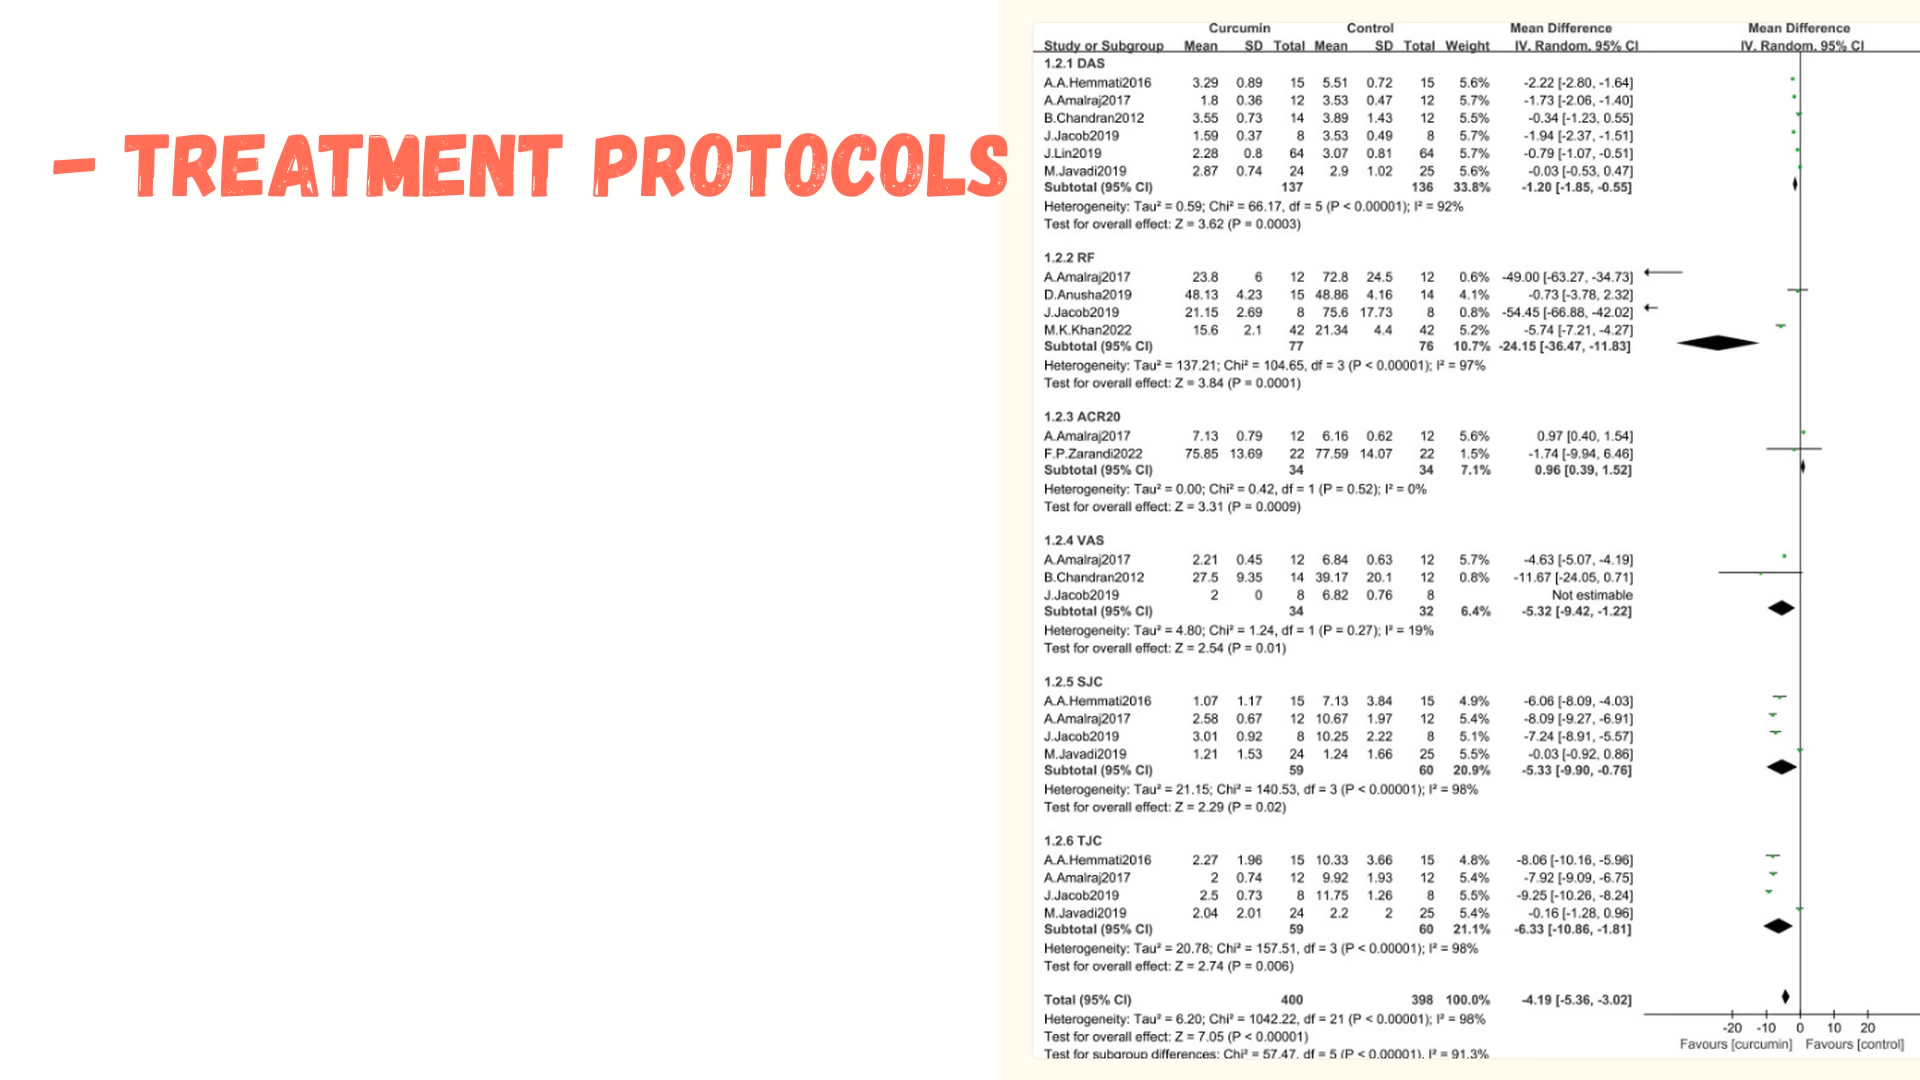 - TREATMENT PROTOCOLS
Curcumin Control Mean Difference Mean Difference
Study or Subgroup Mean SD Total Mean SD Total Weight IV. Random. 95% CI IV. Random. 95% CI
1.2.1 DAS
A.A.Hemmati2016 3.29 0.89 15 5.51 0.72 15 5.6% -2.22 [-2.80, -1.64]
A.Amalraj2017 1.8 0.36 12 3.53 0.47 12 5.7% -1.73 [-2.06, -1.40]
B.Chandran2012 3.55 0.73 14 3.89 1.43 12 5.5% -0.34 [-1.23, 0.55]
J.Jacob2019 1.59 0.37 8 3.53 0.49 8 5.7% -1.94 [-2.37, -1.51]
J.Lin2019 2.28 0.8 64 3.07 0.81 64 5.7% -0.79 [-1.07, -0.51]
M.Javadi2019 2.87 0.74 24 2.9 1.02 25 5.6% -0.03 [-0.53, 0.47]
Subtotal (95% CI) 137 136 33.8% -1.20 [-1.85, -0.55]
Heterogeneity: Tau² = 0.59; Chi² = 66.17, df = 5 (P < 0.00001); I² = 92%
Test for overall effect: Z = 3.62 (P = 0.0003)
1.2.2 RF
A.Amalraj2017 23.8 6 12 72.8 24.5 12 0.6% -49.00 [-63.27, -34.73]
D.Anusha2019 48.13 4.23 15 48.86 4.16 14 4.1% -0.73 [-3.78, 2.32]
J.Jacob2019 21.15 2.69 8 75.6 17.73 8 0.8% -54.45 [-66.88, -42.02]
M.K.Khan2022 15.6 2.1 42 21.34 4.4 42 5.2% -5.74 [-7.21, -4.27]
Subtotal (95% CI) 77 76 10.7% -24.15 [-36.47, -11.83]
Heterogeneity: Tau² = 137.21; Chi² = 104.65, df = 3 (P < 0.00001); I² = 97%
Test for overall effect: Z = 3.84 (P = 0.0001)
1.2.3 ACR20
A.Amalraj2017 7.13 0.79 12 6.16 0.62 12 5.6% 0.97 [0.40, 1.54]
F.P.Zarandi2022 75.85 13.69 22 77.59 14.07 22 1.5% -1.74 [-9.94, 6.46]
Subtotal (95% CI) 34 34 7.1% 0.96 [0.39, 1.52]
Heterogeneity: Tau² = 0.00; Chi² = 0.42, df = 1 (P = 0.52); I² = 0%
Test for overall effect: Z = 3.31 (P = 0.0009)
1.2.4 VAS
A.Amalraj2017 2.21 0.45 12 6.84 0.63 12 5.7% -4.63 [-5.07, -4.19]
B.Chandran2012 27.5 9.35 14 39.17 20.1 12 0.8% -11.67 [-24.05, 0.71]
J.Jacob2019 2 0 8 6.82 0.76 8 Not estimable
Subtotal (95% CI) 34 32 6.4% -5.32 [-9.42, -1.22]
Heterogeneity: Tau² = 4.80; Chi² = 1.24, df = 1 (P = 0.27); I² = 19%
Test for overall effect: Z = 2.54 (P = 0.01)
1.2.5 SJC
A.A.Hemmati2016 1.07 1.17 15 7.13 3.84 15 4.9% -6.06 [-8.09, -4.03]
A.Amalraj2017 2.58 0.67 12 10.67 1.97 12 5.4% -8.09 [-9.27, -6.91]
J.Jacob2019 3.01 0.92 8 10.25 2.22 8 5.1% -7.24 [-8.91, -5.57]
M.Javadi2019 1.21 1.53 24 1.24 1.66 25 5.5% -0.03 [-0.92, 0.86]
Subtotal (95% CI) 59 60 20.9% -5.33 [-9.90, -0.76]
Heterogeneity: Tau² = 21.15; Chi² = 140.53, df = 3 (P < 0.00001); I² = 98%
Test for overall effect: Z = 2.29 (P = 0.02)
1.2.6 TJC
A.A.Hemmati2016 2.27 1.96 15 10.33 3.66 15 4.8% -8.06 [-10.16, -5.96]
A.Amalraj2017 2 0.74 12 9.92 1.93 12 5.4% -7.92 [-9.09, -6.75]
J.Jacob2019 2.5 0.73 8 11.75 1.26 8 5.5% -9.25 [-10.26, -8.24]
M.Javadi2019 2.04 2.01 24 2.2 2 25 5.4% -0.16 [-1.28, 0.96]
Subtotal (95% CI) 59 60 21.1% -6.33 [-10.86, -1.81]
Heterogeneity: Tau² = 20.78; Chi² = 157.51, df = 3 (P < 0.00001); I² = 98%
Test for overall effect: Z = 2.74 (P = 0.006)
Total (95% CI) 400 398 100.0% -4.19 [-5.36, -3.02]
Heterogeneity: Tau² = 6.20; Chi² = 1042.22, df = 21 (P < 0.00001); I² = 98%
Test for overall effect: Z = 7.05 (P < 0.00001)
Test for subgroup differences: Chi² = 57.47, df = 5 (P < 0.00001), I² = 91.3%
-20 -10 0 10 20
Favours [curcumin] Favours [control]